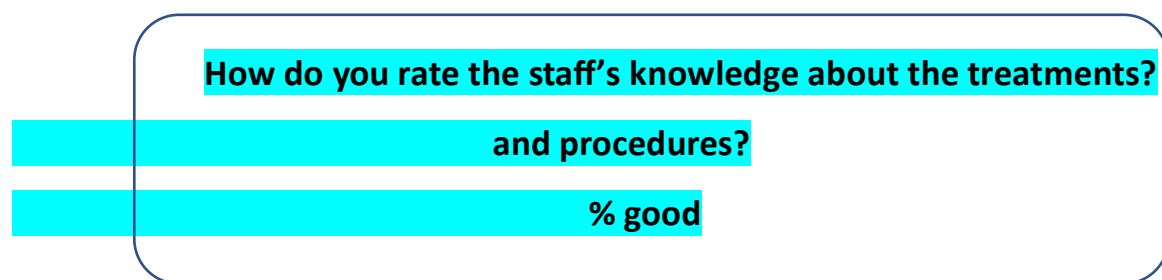 How do you rate the staff’s knowledge about the treatments?
and procedures?
% good